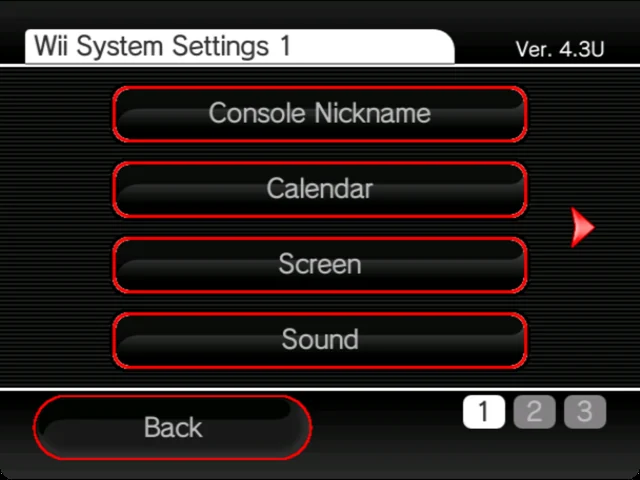 Wii System Settings 1
Ver. 4.3U
Console Nickname
Calendar
Screen
Sound
Back
1 2 3